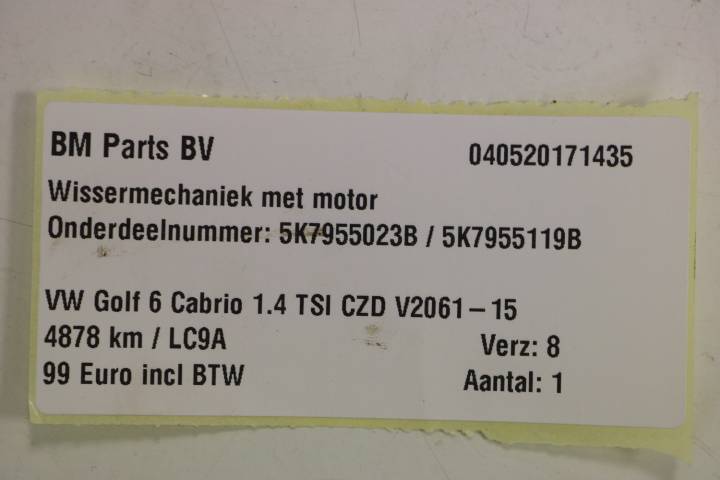 BM Parts BV 040520171435
Wissermechaniek met motor
Onderdeelnummer: 5K7955023B / 5K7955119B
VW Golf 6 Cabrio 1.4 TSI CZD V2061-15
4878 km / LC9A Verz: 8
99 Euro incl BTW Aantal: 1